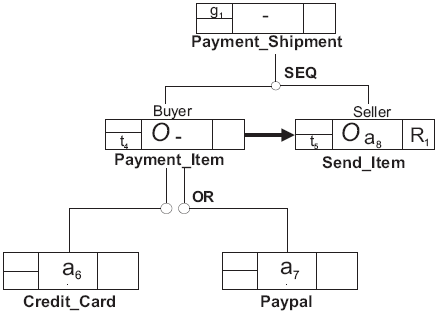 g1 -
Payment_Shipment
SEQ
Buyer
Seller
t4 O -
t5 O a8 R1
Payment_Item
Send_Item
OR
a6
a7
Credit_Card
Paypal